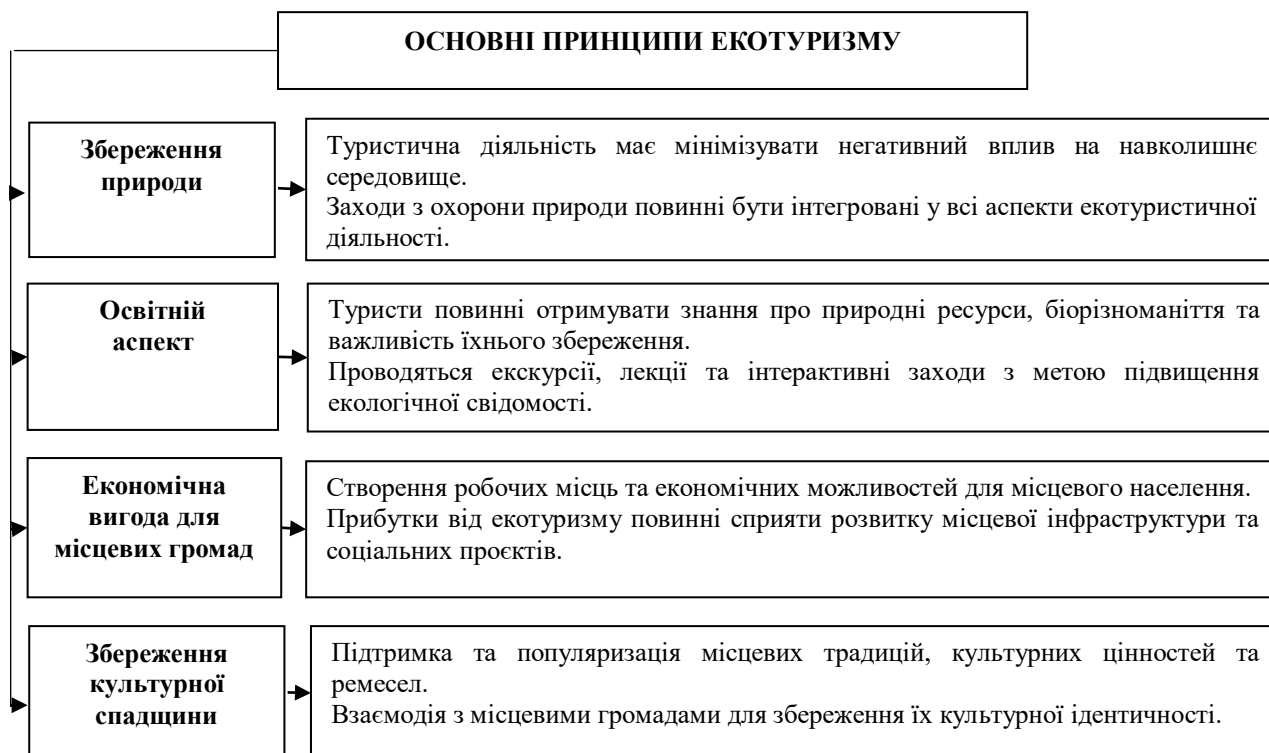 ОСНОВНІ ПРИНЦИПИ ЕКОТУРИЗМУ
Збереження
природи
Туристична діяльність має мінімізувати негативний вплив на навколишнє
середовище.
Заходи з охорони природи повинні бути інтегровані у всі аспекти екотуристичної
діяльності.
Освітній
аспект
Туристи повинні отримувати знання про природні ресурси, біорізноманіття та
важливість їхнього збереження.
Проводяться екскурсії, лекції та інтерактивні заходи з метою підвищення
екологічної свідомості.
Економічна
вигода для
місцевих громад
Створення робочих місць та економічних можливостей для місцевого населення.
Прибутки від екотуризму повинні сприяти розвитку місцевої інфраструктури та
соціальних проєктів.
Збереження
культурної
спадщини
Підтримка та популяризація місцевих традицій, культурних цінностей та
ремесел.
Взаємодія з місцевими громадами для збереження їх культурної ідентичності.